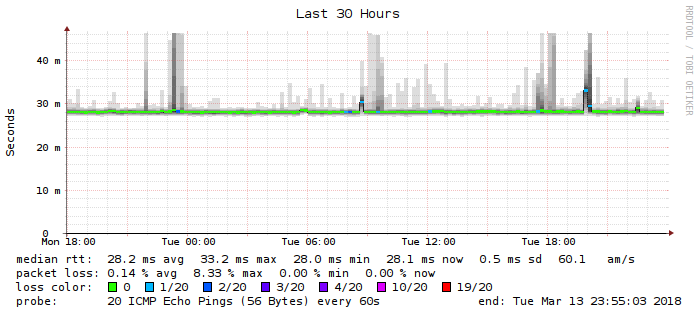 Last 30 Hours
RRDTOOL / TOBI OETIKER
Seconds
40 m
30 m
20 m
10 m
0
Mon 18:00 Tue 00:00 Tue 06:00 Tue 12:00 Tue 18:00
median rtt: 28.2 ms avg 33.2 ms max 28.0 ms min 28.1 ms now 0.5 ms sd 60.1 am/s
packet loss: 0.14 % avg 8.33 % max 0.00 % min 0.00 % now
loss color: 0 1/20 2/20 3/20 4/20 10/20 19/20
probe: 20 ICMP Echo Pings (56 Bytes) every 60s end: Tue Mar 13 23:55:03 2018